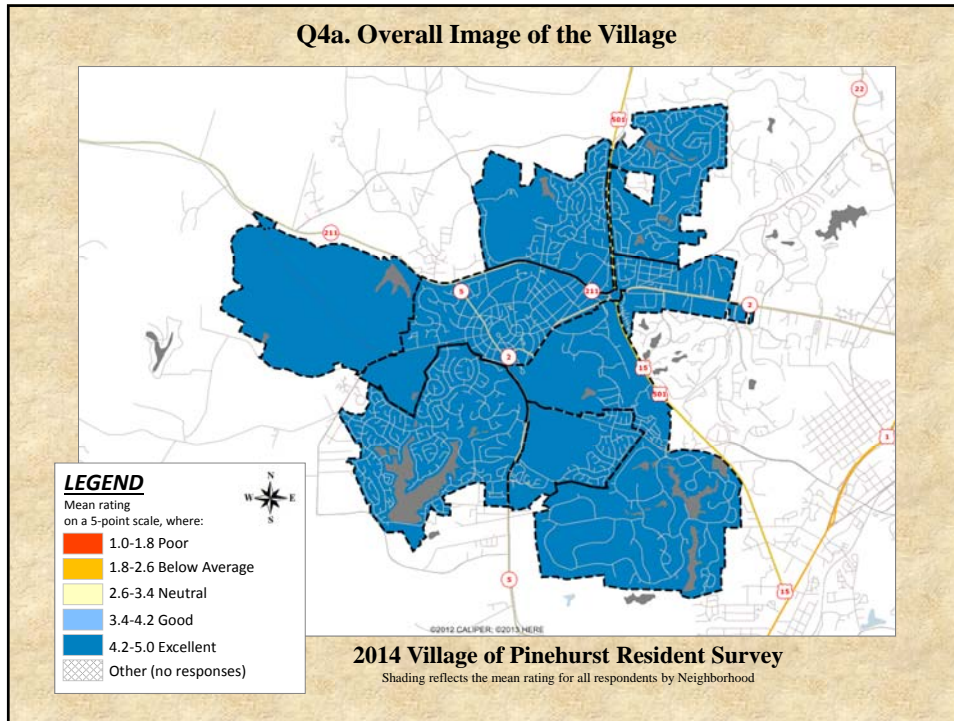 Q4a. Overall Image of the Village
22
501
211
5
211
2
2
15
501
1
5
15
LEGEND
Mean rating
on a 5-point scale, where:
N
W E
S
1.0-1.8 Poor
1.8-2.6 Below Average
2.6-3.4 Neutral
3.4-4.2 Good
4.2-5.0 Excellent
Other (no responses)
©2012 CALIPER; ©2013 HERE
2014 Village of Pinehurst Resident Survey
Shading reflects the mean rating for all respondents by Neighborhood